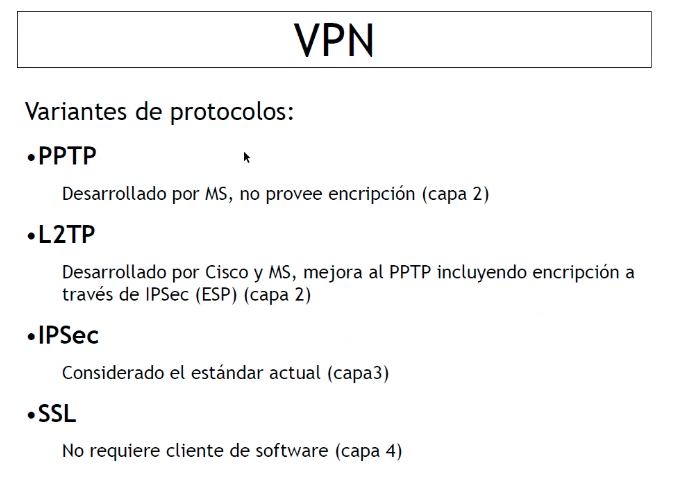 VPN
Variantes de protocolos:
•PPTP
Desarrollado por MS, no provee encripción (capa 2)
•L2TP
Desarrollado por Cisco y MS, mejora al PPTP incluyendo encripción a
través de IPSec (ESP) (capa 2)
•IPSec
Considerado el estándar actual (capa3)
•SSL
No requiere cliente de software (capa 4)